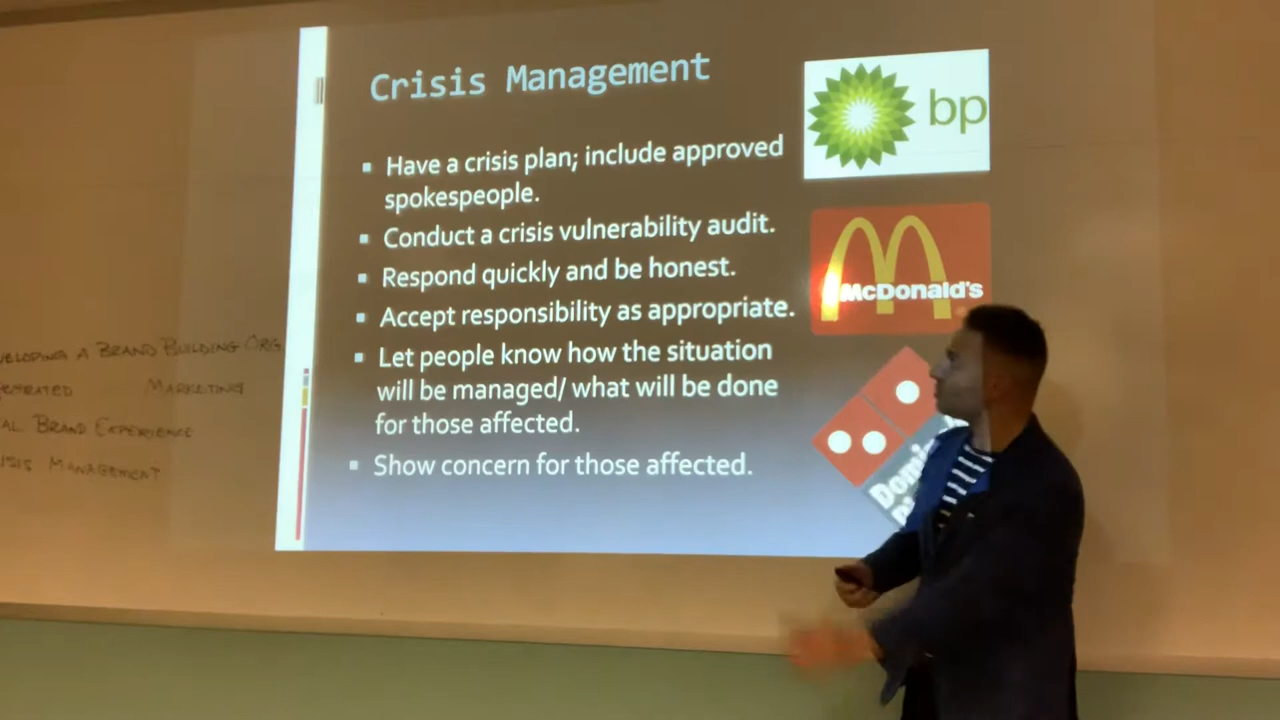 Crisis Management
Have a crisis plan; include approved
spokespeople.
Conduct a crisis vulnerability audit.
Respond quickly and be honest.
Accept responsibility as appropriate.
Let people know how the situation
will be managed/ what will be done
for those affected.
Show concern for those affected.
bp
McDonald's
A BRAND BUILDING
MARKETING
BRAND EXPERIENCE
MANAGEMENT